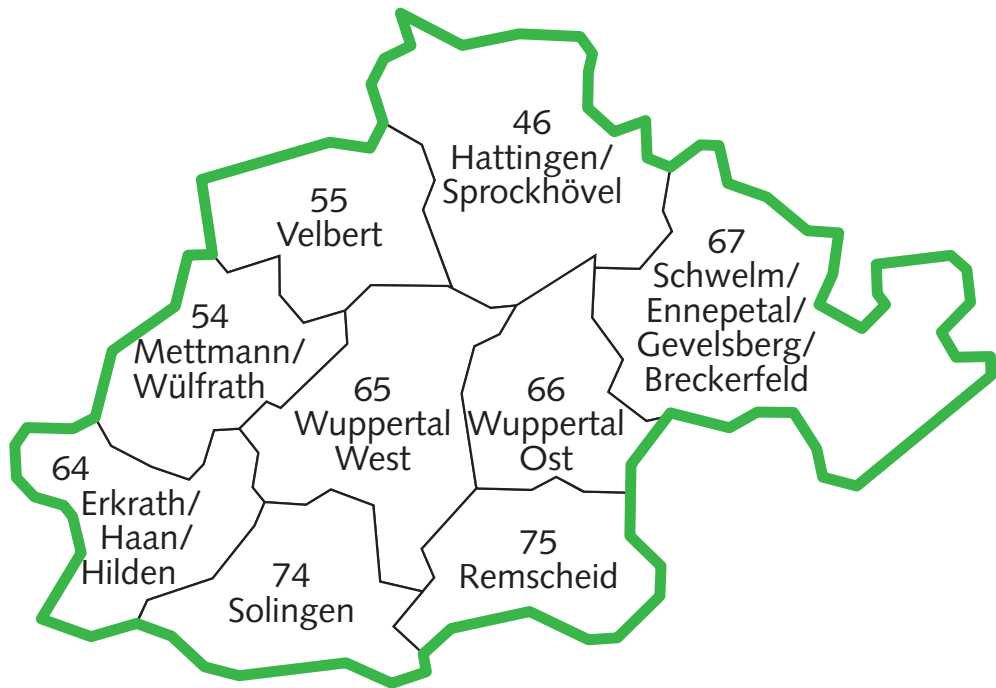 46
Hattingen/
Sprockhövel
55
Velbert
67
Schwelm/
Ennepetal/
Gevelsberg/
Breckerfeld
54
Mettmann/
Wülfrath
65
Wuppertal
West
66
Wuppertal
Ost
64
Erkrath/
Haan/
Hilden
74
Solingen
75
Remscheid